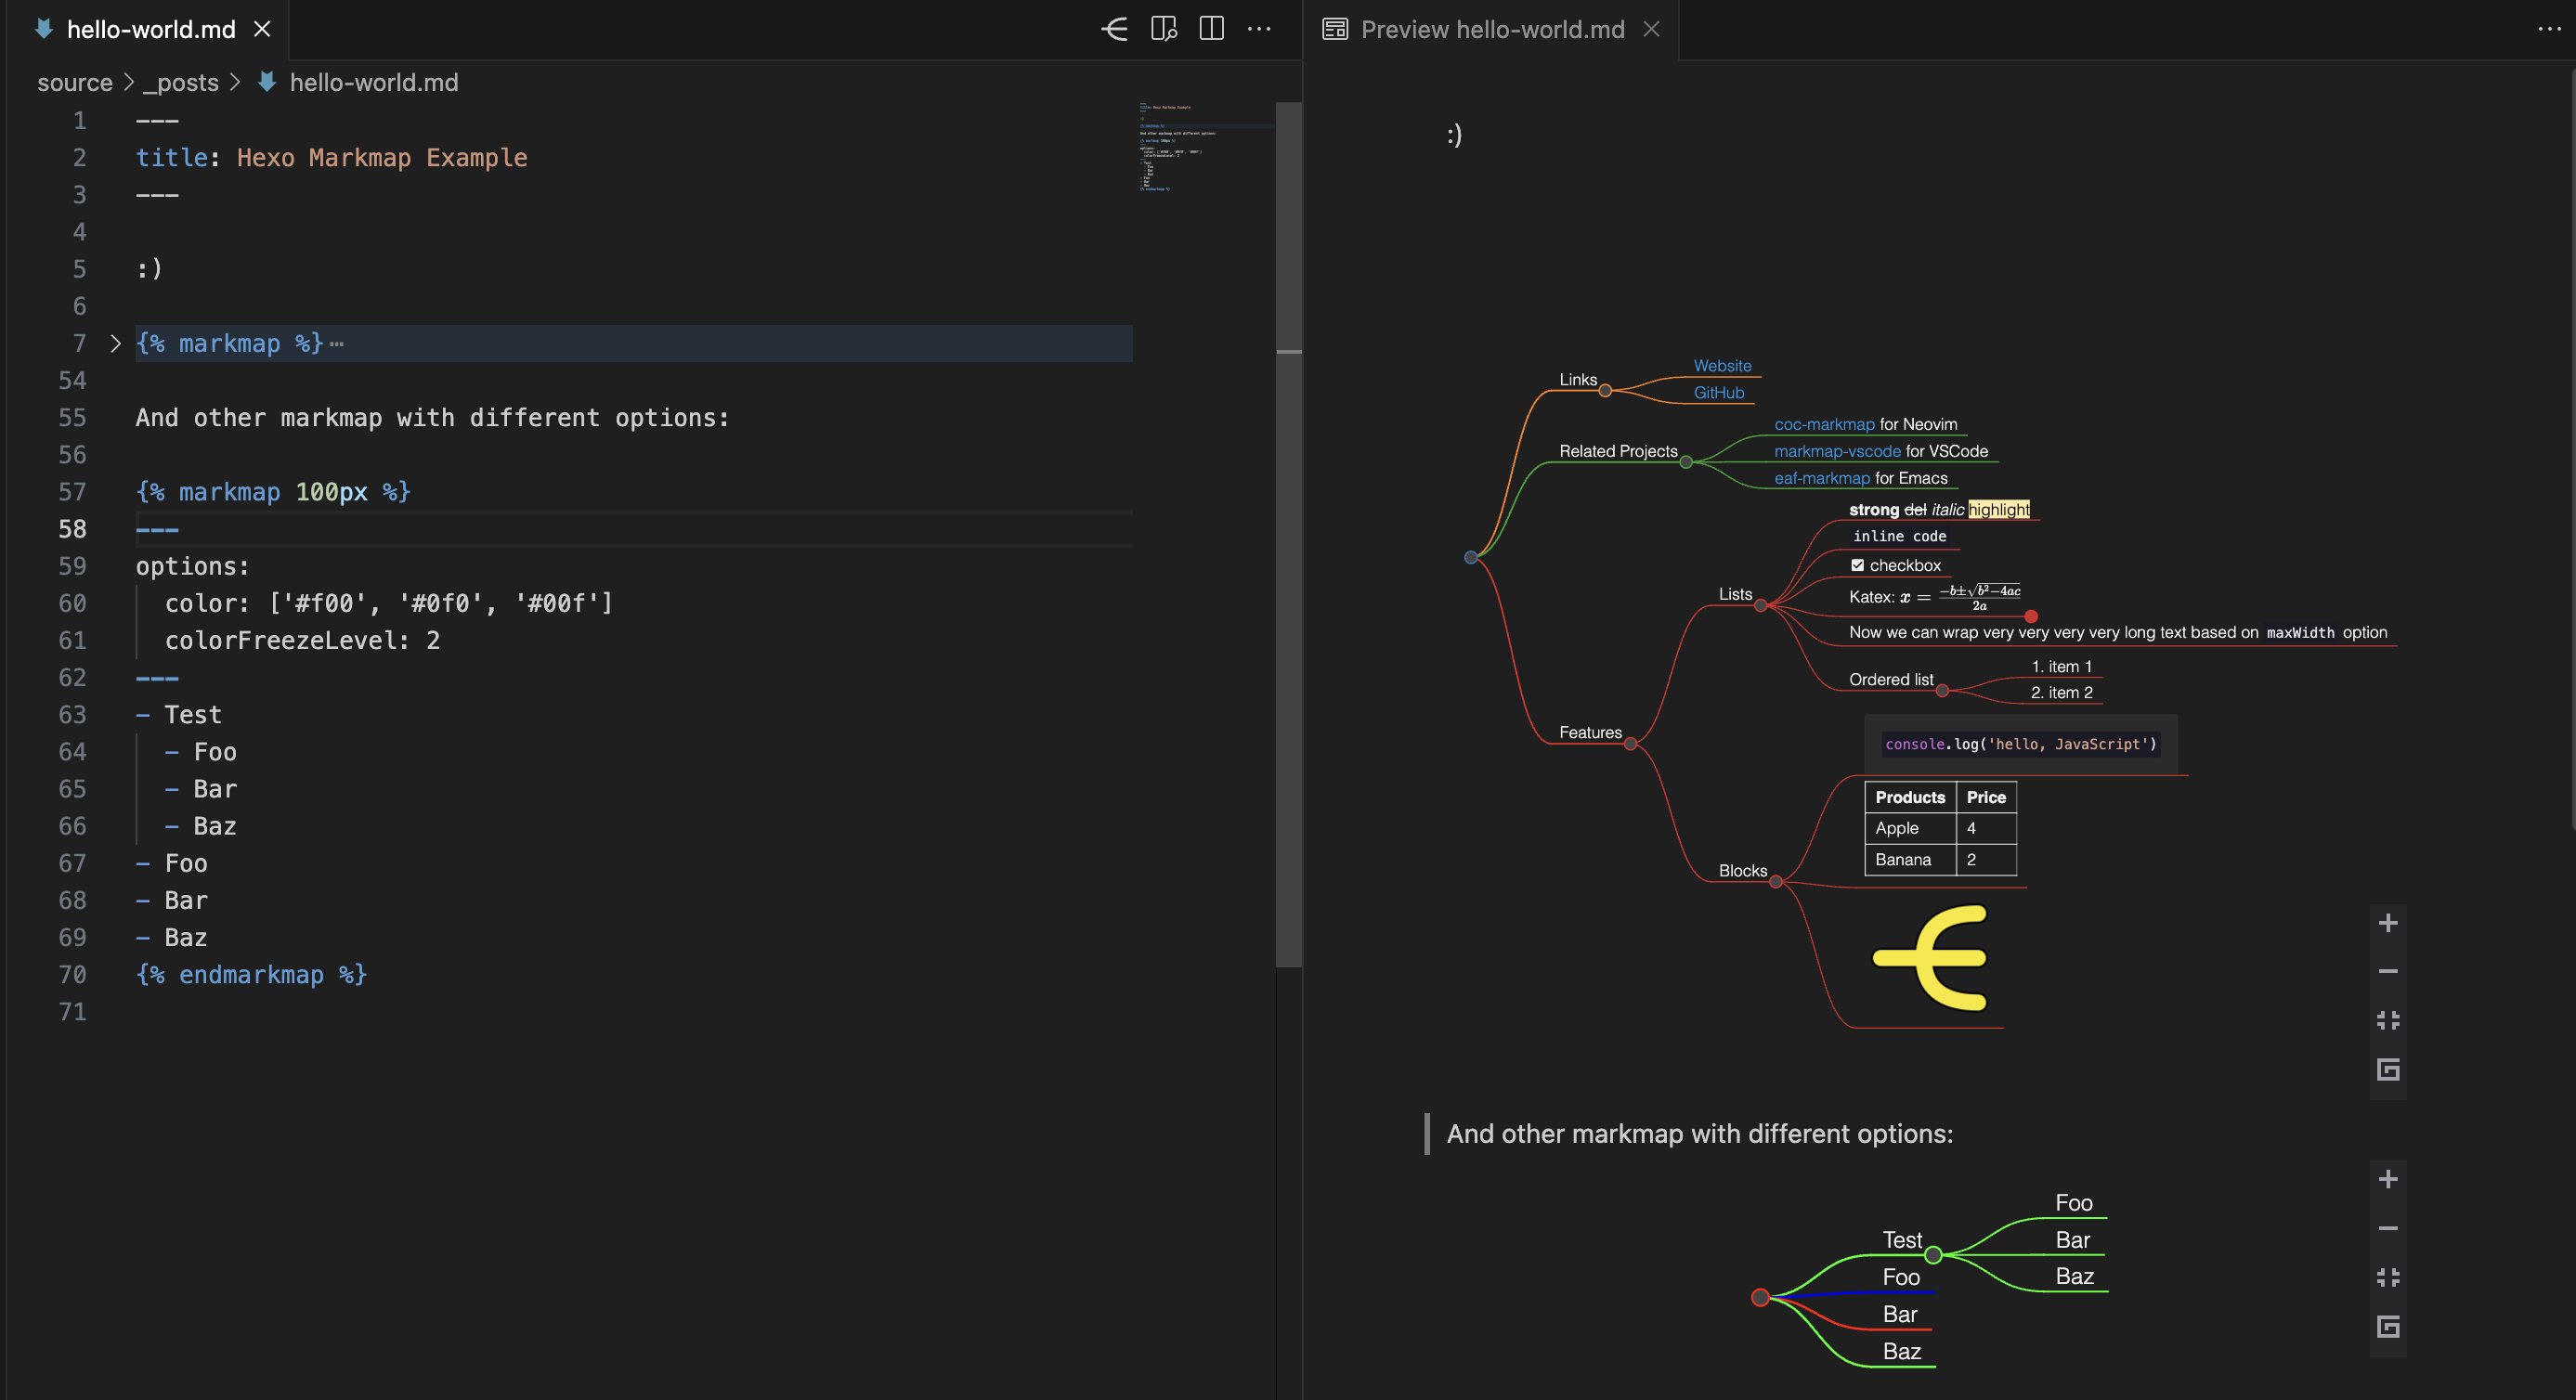 hello-world.md
source > _posts > hello-world.md
1 ---
2 title: Hexo Markmap Example
3 ---
4
5 :)
6
7 {% markmap %}⋯
54
55 And other markmap with different options:
56
57 {% markmap 100px %}
58 ---
59 options:
60   color: ['#f00', '#0f0', '#00f']
61   colorFreezeLevel: 2
62 ---
63 - Test
64   - Foo
65   - Bar
66   - Baz
67 - Foo
68 - Bar
69 - Baz
70 {% endmarkmap %}
71
Preview hello-world.md
:)
Links
Website
GitHub
Related Projects
coc-markmap for Neovim
markmap-vscode for VSCode
eaf-markmap for Emacs
Features
Lists
strong del italic highlight
inline code
checkbox
Katex: x = −b±√b²−4ac / 2a
Now we can wrap very very very very long text based on maxWidth option
Ordered list
1. item 1
2. item 2
Blocks
console.log('hello, JavaScript')
Products Price
Apple 4
Banana 2
And other markmap with different options:
Test
Foo
Bar
Baz
Foo
Bar
Baz